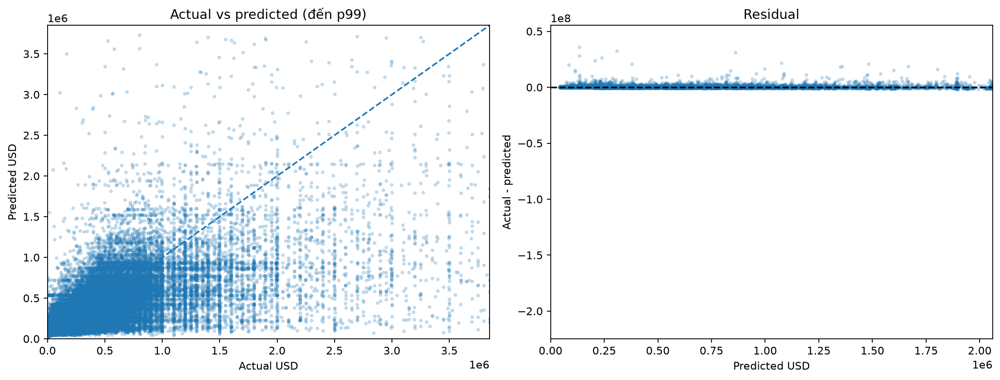 Actual vs predicted (đến p99)
1e6
3.5
3.0
2.5
2.0
1.5
1.0
0.5
0.0
Predicted USD
0.0 0.5 1.0 1.5 2.0 2.5 3.0 3.5
1e6
Actual USD
Residual
1e8
0.5
0.0
−0.5
−1.0
−1.5
−2.0
Actual - predicted
0.00 0.25 0.50 0.75 1.00 1.25 1.50 1.75 2.00
1e6
Predicted USD